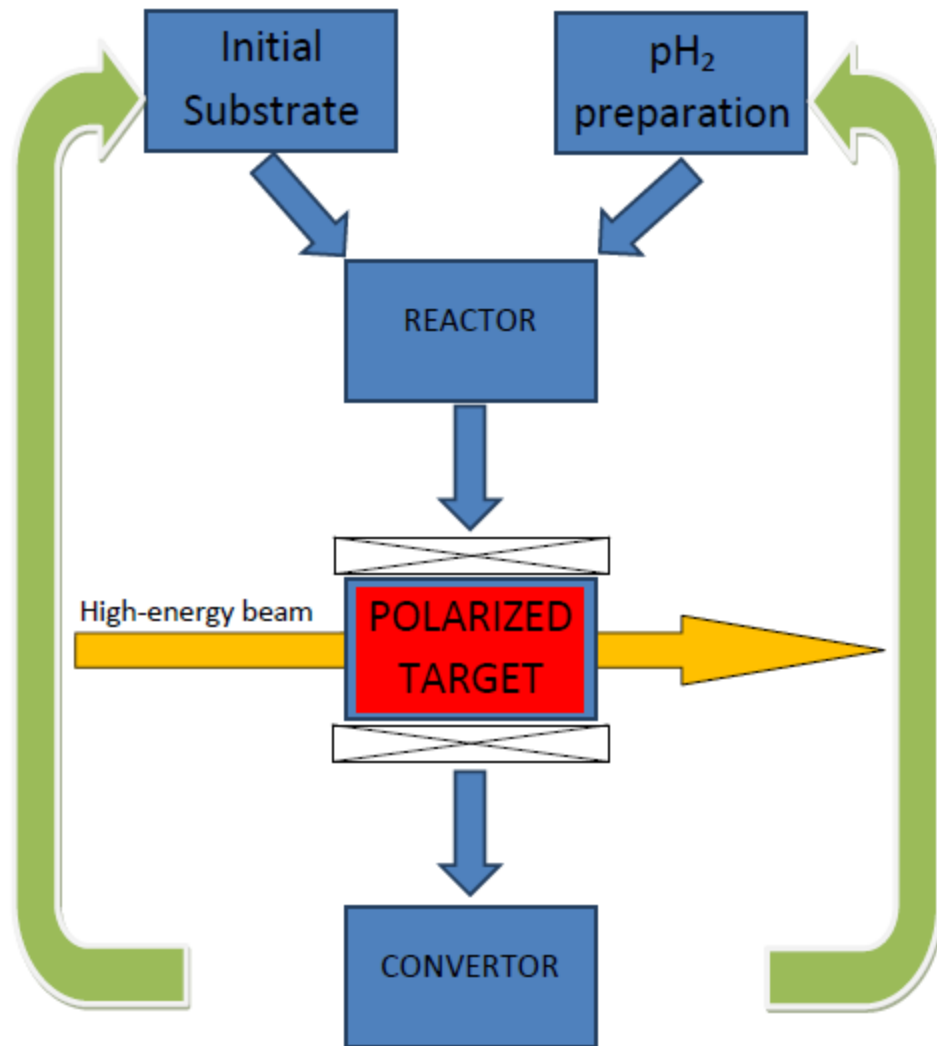 Initial
Substrate
pH₂
preparation
REACTOR
High-energy beam
POLARIZED
TARGET
CONVERTOR